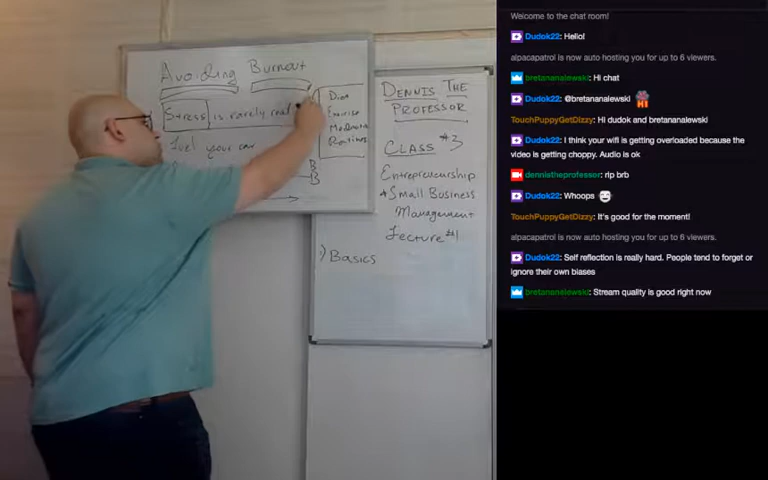 Avoiding Burnout
Stress is rarely real
fuel your car
Diet
Exercise
B
B
DENNIS THE
PROFESSOR
CLASS #3
Entrepreneurship
*Small Business
Management
Lecture #1
1) Basics
Welcome to the chat room!
Dudok22: Hello!
alpacapatrol is now auto hosting you for up to 6 viewers.
bretananalewski: Hi chat
Dudok22: @bretananalewski HI
TouchPuppyGetDizzy: Hi dudok and bretananalewski
Dudok22: I think your wifi is getting overloaded because the
video is getting choppy. Audio is ok
denniatheprofessor: rip brb
Dudok22: Whoops
TouchPuppyGetDizzy: It's good for the moment!
alpacapatrol is now auto hosting you for up to 6 viewers.
Dudok22: Self reflection is really hard. People tend to forget or
ignore their own biases
bretananalewski: Stream quality is good right now